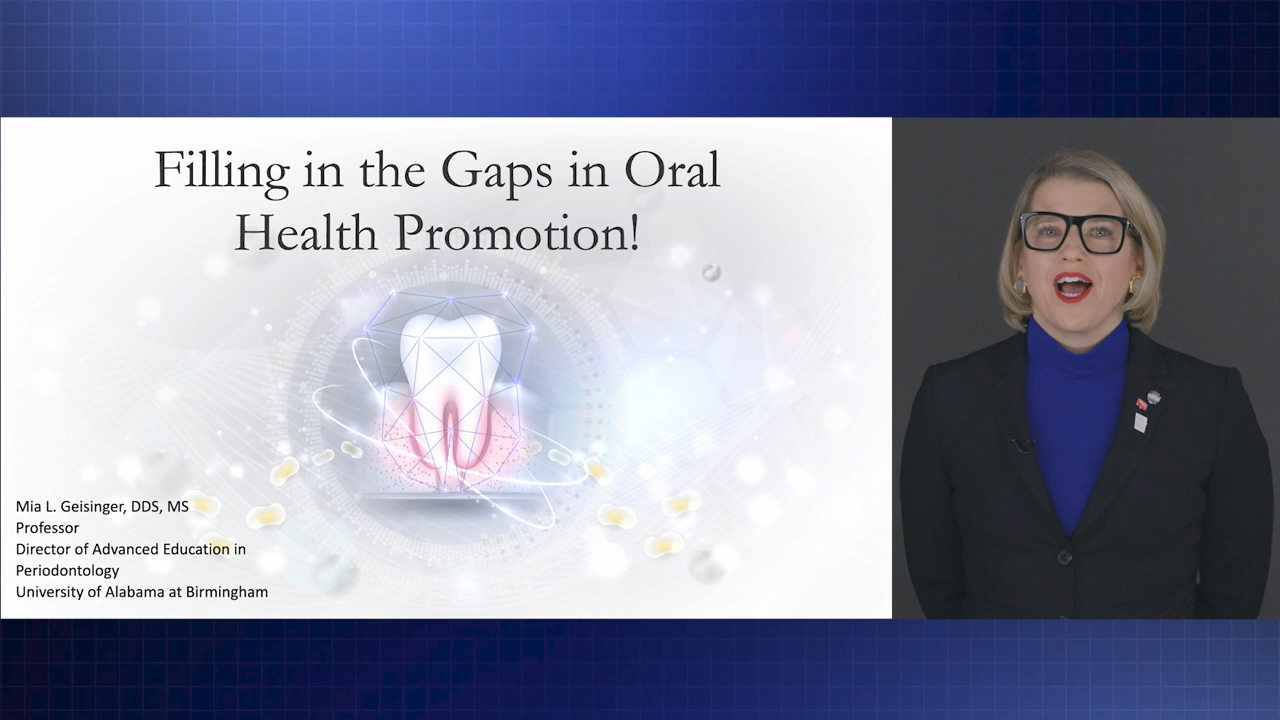 Filling in the Gaps in Oral
Health Promotion!
Mia L. Geisinger, DDS, MS
Professor
Director of Advanced Education in
Periodontology
University of Alabama at Birmingham